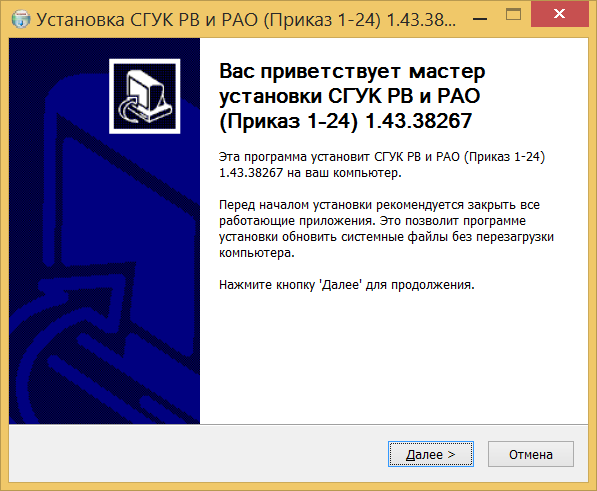 Установка СГУК РВ и РАО (Приказ 1-24) 1.43.38...
Вас приветствует мастер
установки СГУК РВ и РАО
(Приказ 1-24) 1.43.38267
Эта программа установит СГУК РВ и РАО (Приказ 1-24)
1.43.38267 на ваш компьютер.
Перед началом установки рекомендуется закрыть все
работающие приложения. Это позволит программе
установки обновить системные файлы без перезагрузки
компьютера.
Нажмите кнопку 'Далее' для продолжения.
Далее >
Отмена